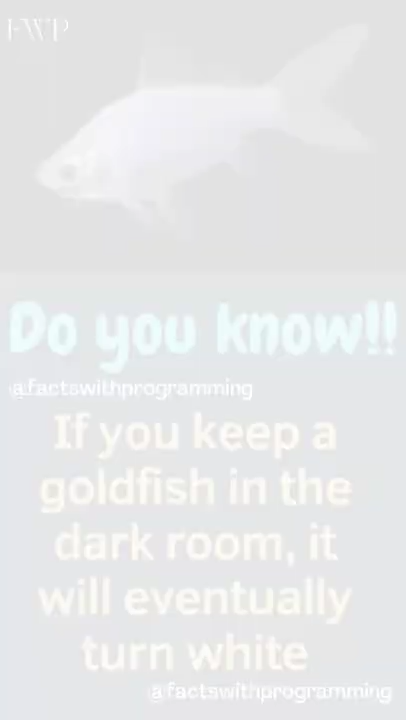 FWP
Do you know!!
@factswithprogramming
If you keep a
goldfish in the
dark room, it
will eventually
turn white
@factswithprogramming